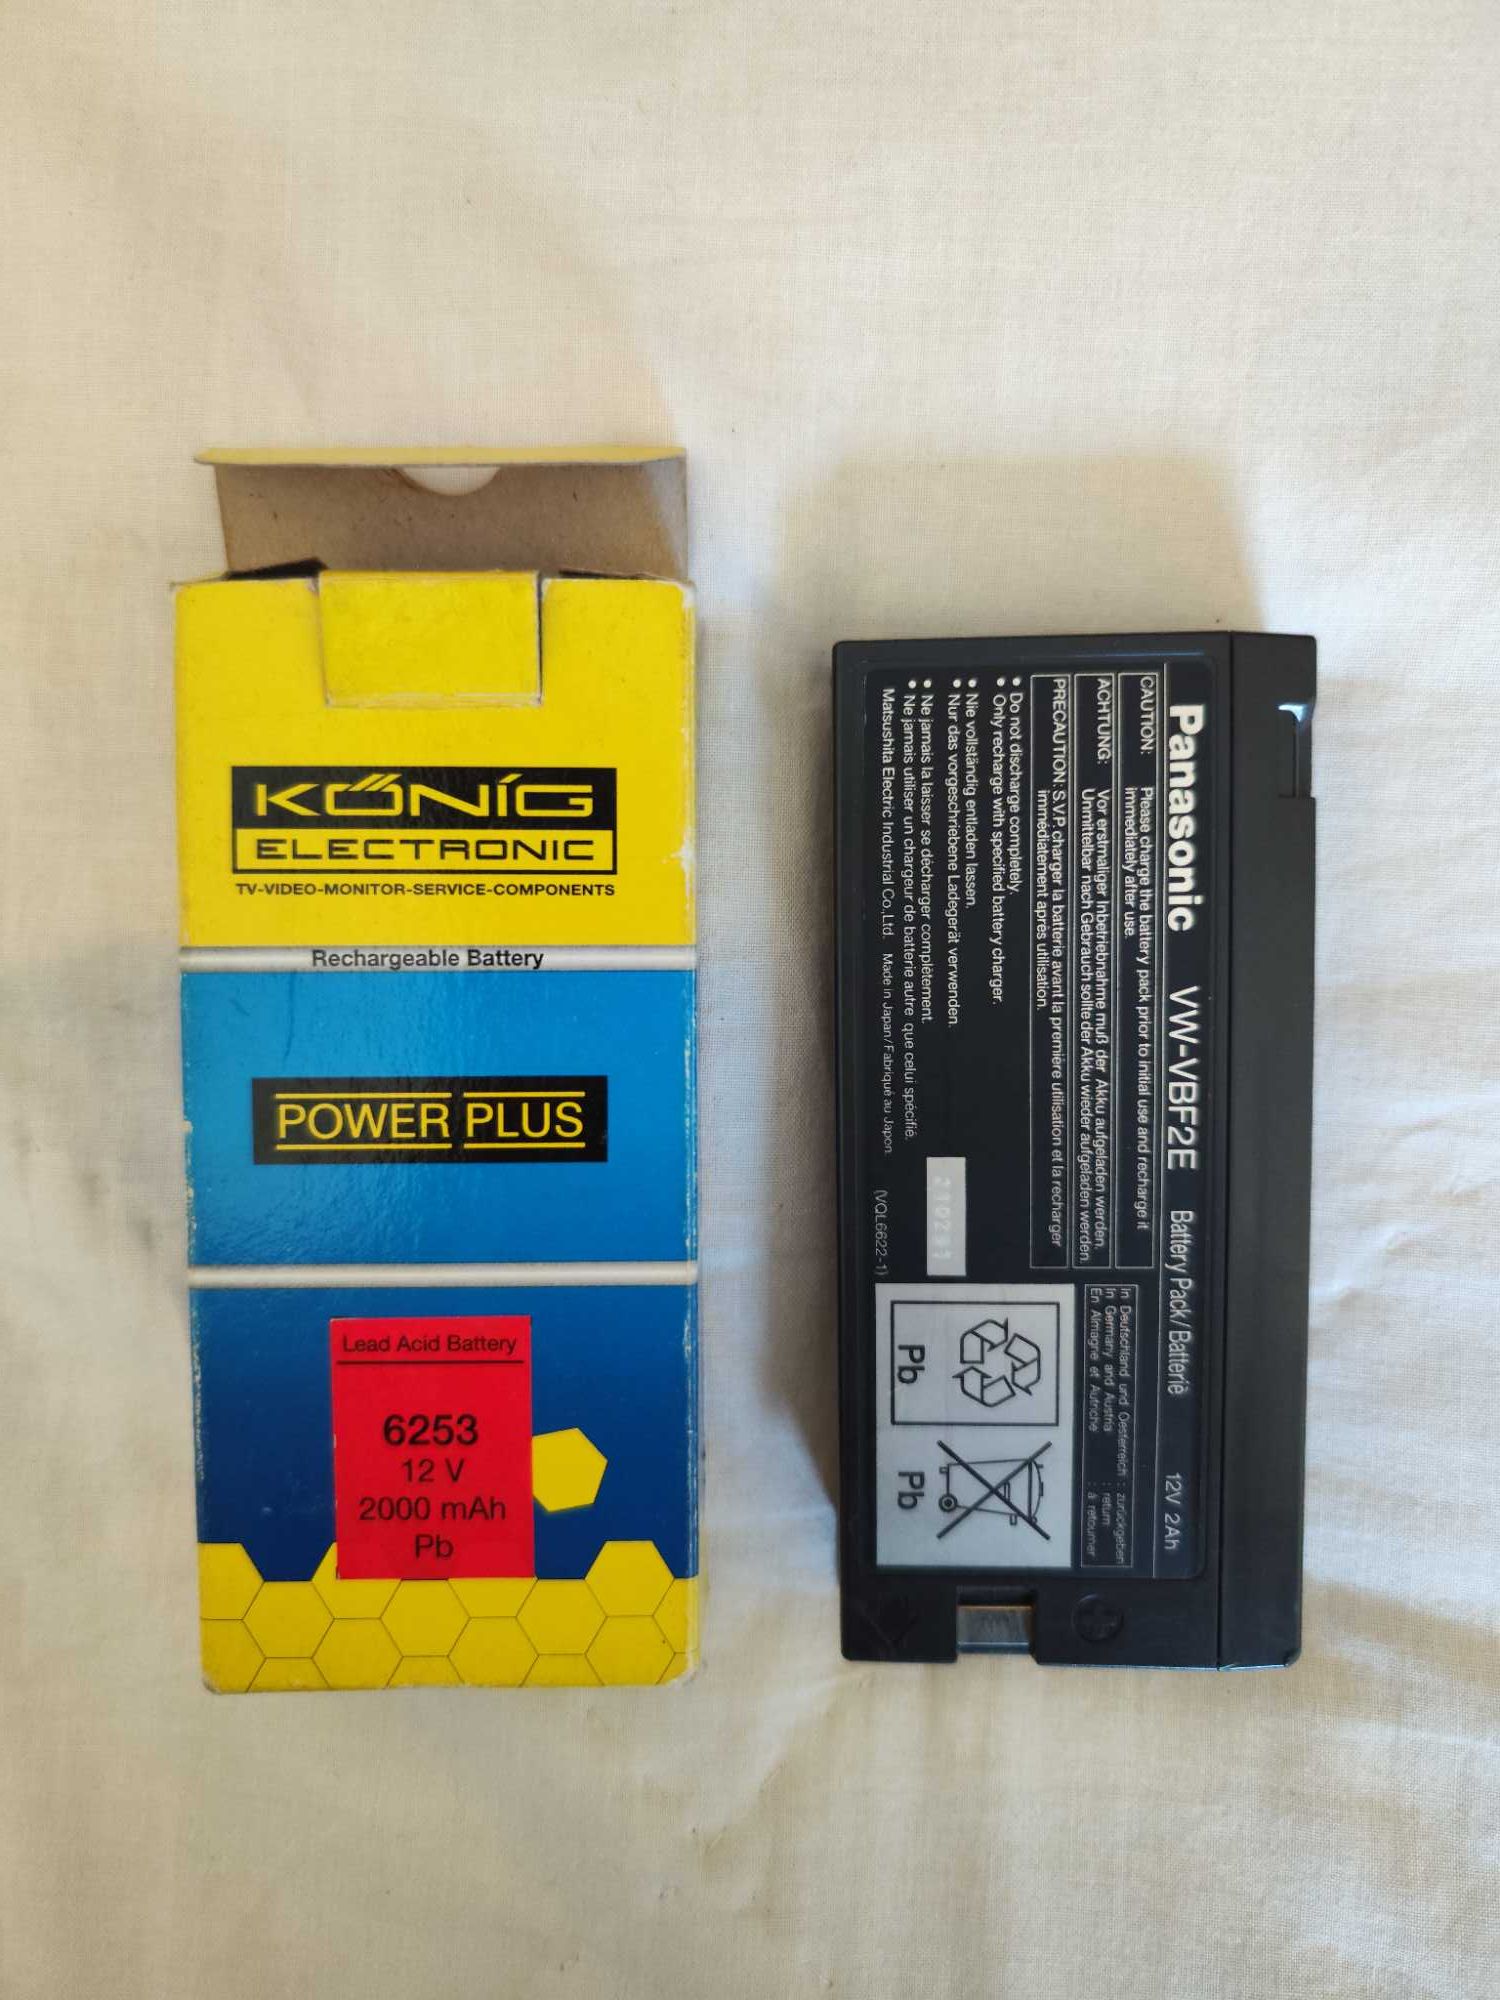 KÖNIG
ELECTRONIC
TV-VIDEO-MONITOR-SERVICE-COMPONENTS
Rechargeable Battery
POWER PLUS
Lead Acid Battery
6253
12 V
2000 mAh
Pb
Panasonic VW-VBF2E Battery Pack/Batterie 12V 2Ah
CAUTION: Please charge the battery pack prior to initial use and recharge it
immediately after use.
ACHTUNG: Vor erstmaliger Inbetriebnahme muß der Akku aufgeladen werden.
Unmittelbar nach Gebrauch sollte der Akku wieder aufgeladen werden.
PRECAUTION: S.V.P. charger la batterie avant la première utilisation et la recharger
immédiatement après utilisation.
• Do not discharge completely.
• Only recharge with specified battery charger.
• Nie vollständig entladen lassen.
• Nur das vorgeschriebene Ladegerät verwenden.
• Ne jamais la laisser se décharger complètement.
• Ne jamais utiliser un chargeur de batterie autre que celui spécifié.
Matsushita Electric Industrial Co.,Ltd. Made in Japan/Fabriqué au Japon.
(VQL6622-1)
In Deutschland und Oesterreich : zurückgeben
In Germany and Austria : return
En Almagne et Autriche : à retourner
Pb
Pb